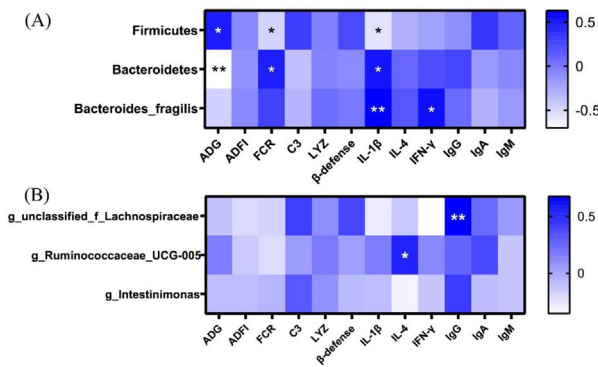 (A)
Firmicutes * * *
Bacteroidetes ** * *
Bacteroides_fragilis ** *
ADG ADFI FCR C3 LYZ β-defense IL-1β IL-4 IFN-γ IgG IgA IgM
0.5
0
-0.5
(B)
g_unclassified_f_Lachnospiraceae **
g_Ruminococcaceae_UCG-005 *
g_Intestinimonas
ADG ADFI FCR C3 LYZ β-defense IL-1β IL-4 IFN-γ IgG IgA IgM
0.5
0